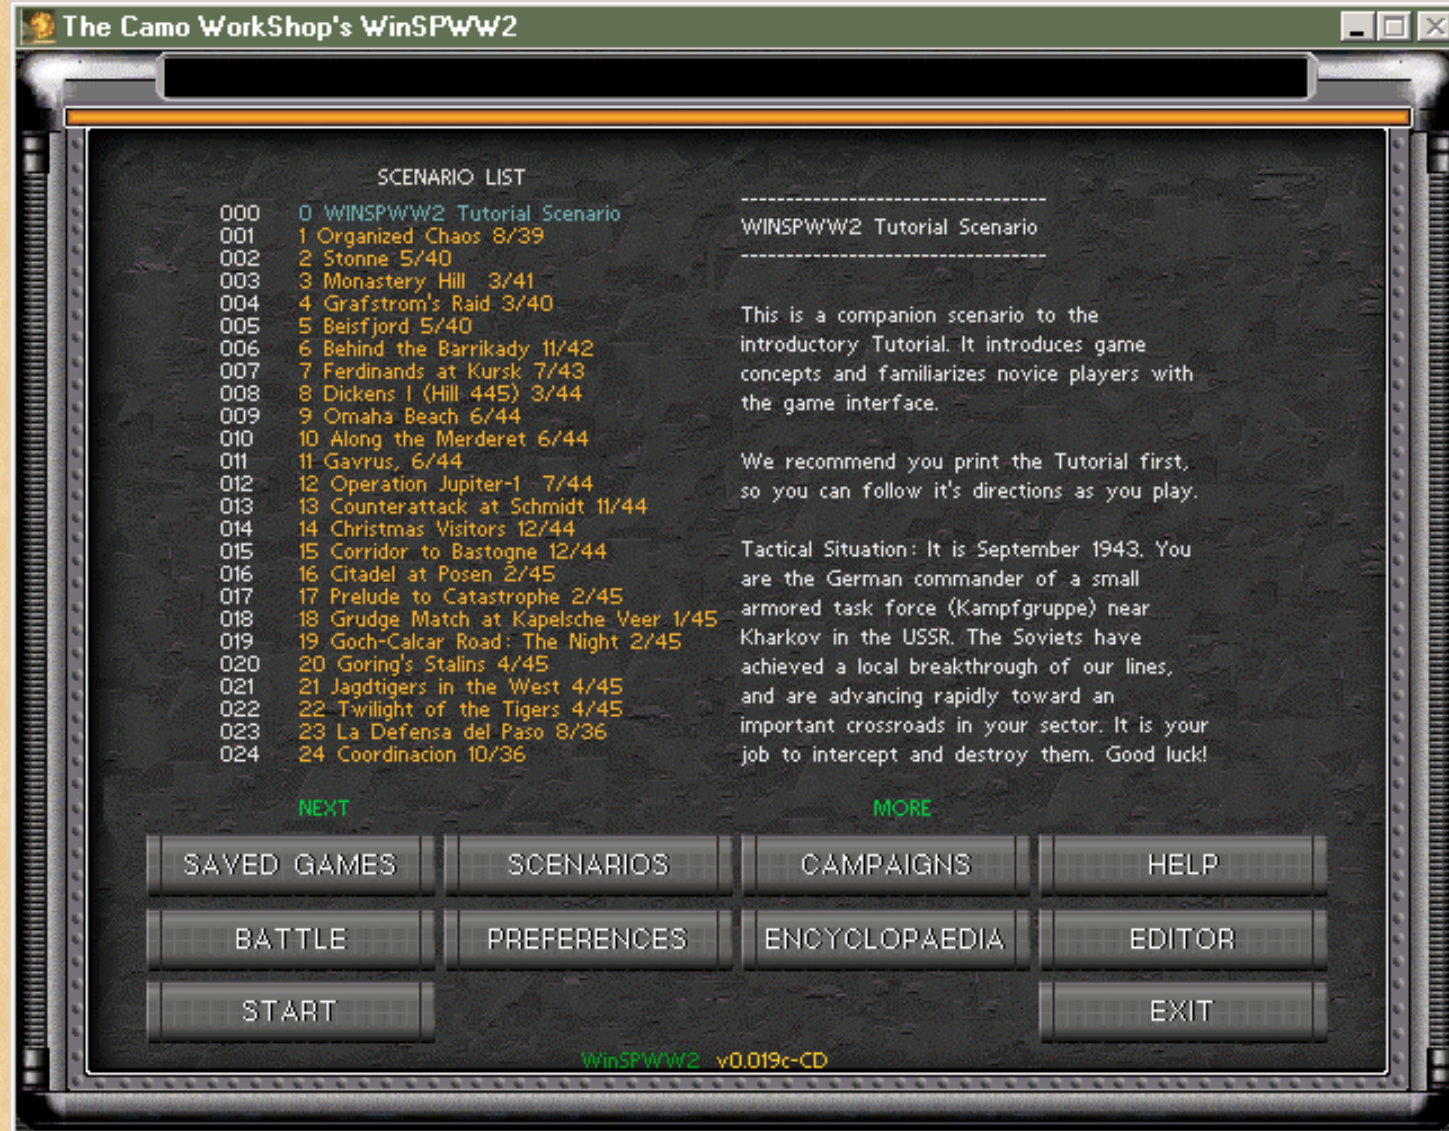 The Camo WorkShop's WinSPWW2
SCENARIO LIST
000 0 WINSPWW2 Tutorial Scenario
001 1 Organized Chaos 8/39
002 2 Stonne 5/40
003 3 Monastery Hill 3/41
004 4 Grafstrom's Raid 3/40
005 5 Beisfjord 5/40
006 6 Behind the Barrikady 11/42
007 7 Ferdinands at Kursk 7/43
008 8 Dickens I (Hill 445) 3/44
009 9 Omaha Beach 6/44
010 10 Along the Merderet 6/44
011 11 Gavrus, 6/44
012 12 Operation Jupiter-1 7/44
013 13 Counterattack at Schmidt 11/44
014 14 Christmas Visitors 12/44
015 15 Corridor to Bastogne 12/44
016 16 Citadel at Posen 2/45
017 17 Prelude to Catastrophe 2/45
018 18 Grudge Match at Kapelsche Veer 1/45
019 19 Goch-Calcar Road: The Night 2/45
020 20 Goring's Stalins 4/45
021 21 Jagdtigers in the West 4/45
022 22 Twilight of the Tigers 4/45
023 23 La Defensa del Paso 8/36
024 24 Coordinacion 10/36
NEXT
----------------------------------
WINSPWW2 Tutorial Scenario
----------------------------------
This is a companion scenario to the
introductory Tutorial. It introduces game
concepts and familiarizes novice players with
the game interface.
We recommend you print the Tutorial first,
so you can follow it's directions as you play.
Tactical Situation: It is September 1943. You
are the German commander of a small
armored task force (Kampfgruppe) near
Kharkov in the USSR. The Soviets have
achieved a local breakthrough of our lines,
and are advancing rapidly toward an
important crossroads in your sector. It is your
job to intercept and destroy them. Good luck!
MORE
SAVED GAMES SCENARIOS CAMPAIGNS HELP
BATTLE PREFERENCES ENCYCLOPAEDIA EDITOR
START EXIT
WinSPWW2 v0.019c-CD